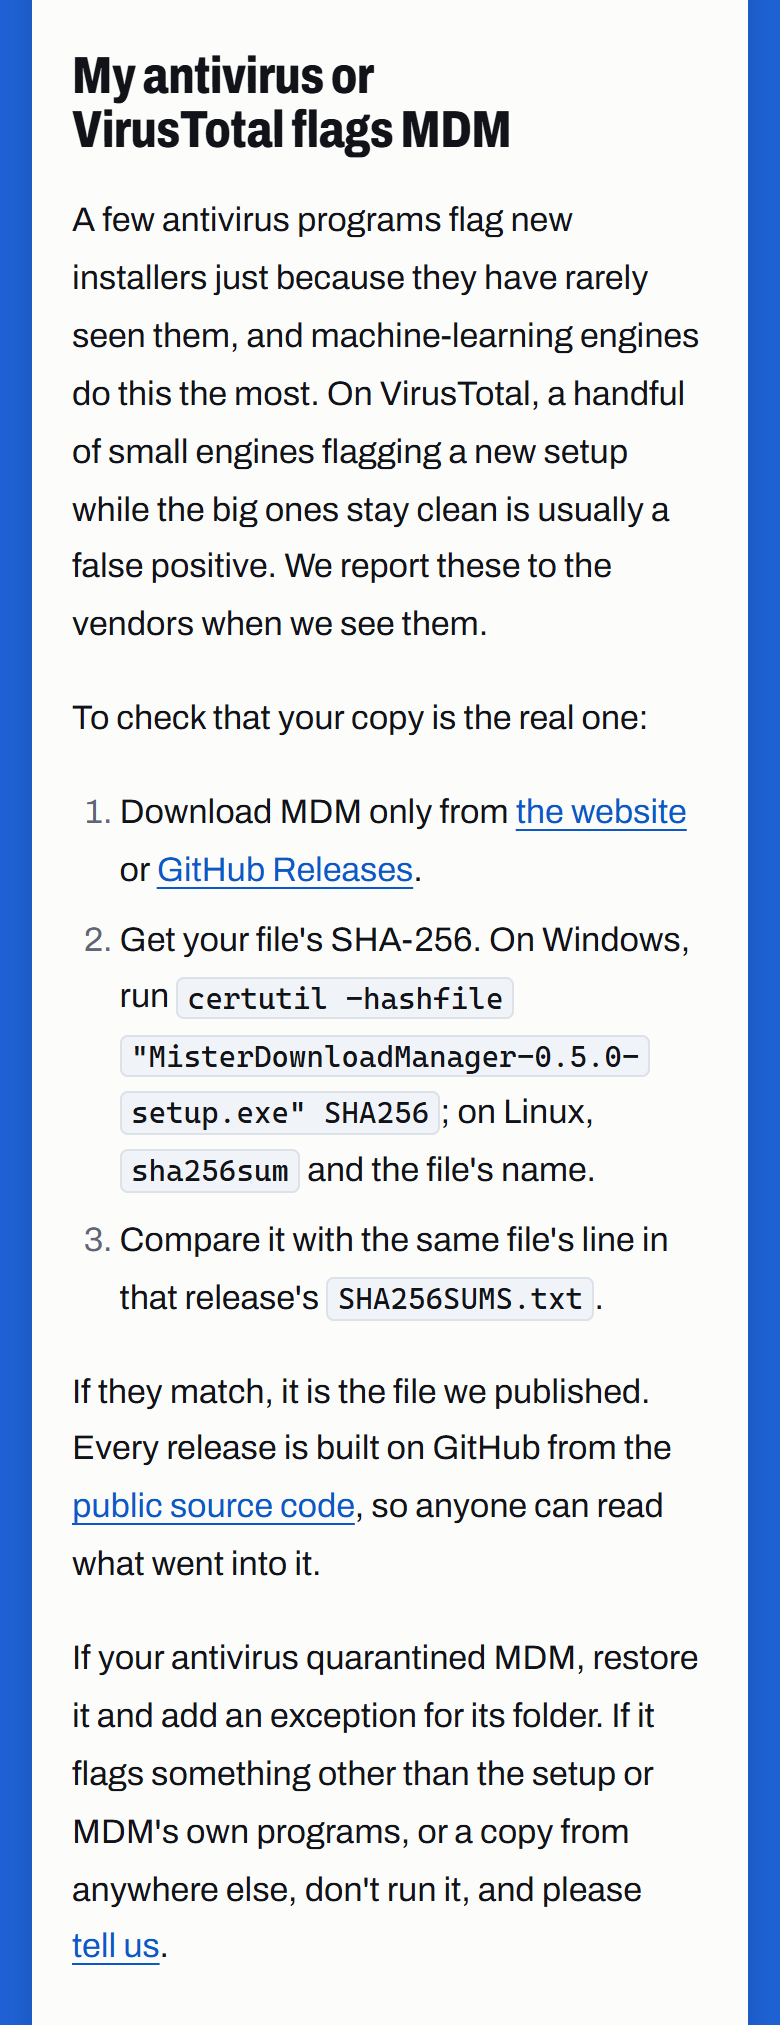 My antivirus or
VirusTotal flags MDM
A few antivirus programs flag new
installers just because they have rarely
seen them, and machine-learning engines
do this the most. On VirusTotal, a handful
of small engines flagging a new setup
while the big ones stay clean is usually a
false positive. We report these to the
vendors when we see them.
To check that your copy is the real one:
1. Download MDM only from the website
or GitHub Releases.
2. Get your file's SHA-256. On Windows,
run certutil -hashfile
"MisterDownloadManager-0.5.0-
setup.exe" SHA256; on Linux,
sha256sum and the file's name.
3. Compare it with the same file's line in
that release's SHA256SUMS.txt.
If they match, it is the file we published.
Every release is built on GitHub from the
public source code, so anyone can read
what went into it.
If your antivirus quarantined MDM, restore
it and add an exception for its folder. If it
flags something other than the setup or
MDM's own programs, or a copy from
anywhere else, don't run it, and please
tell us.